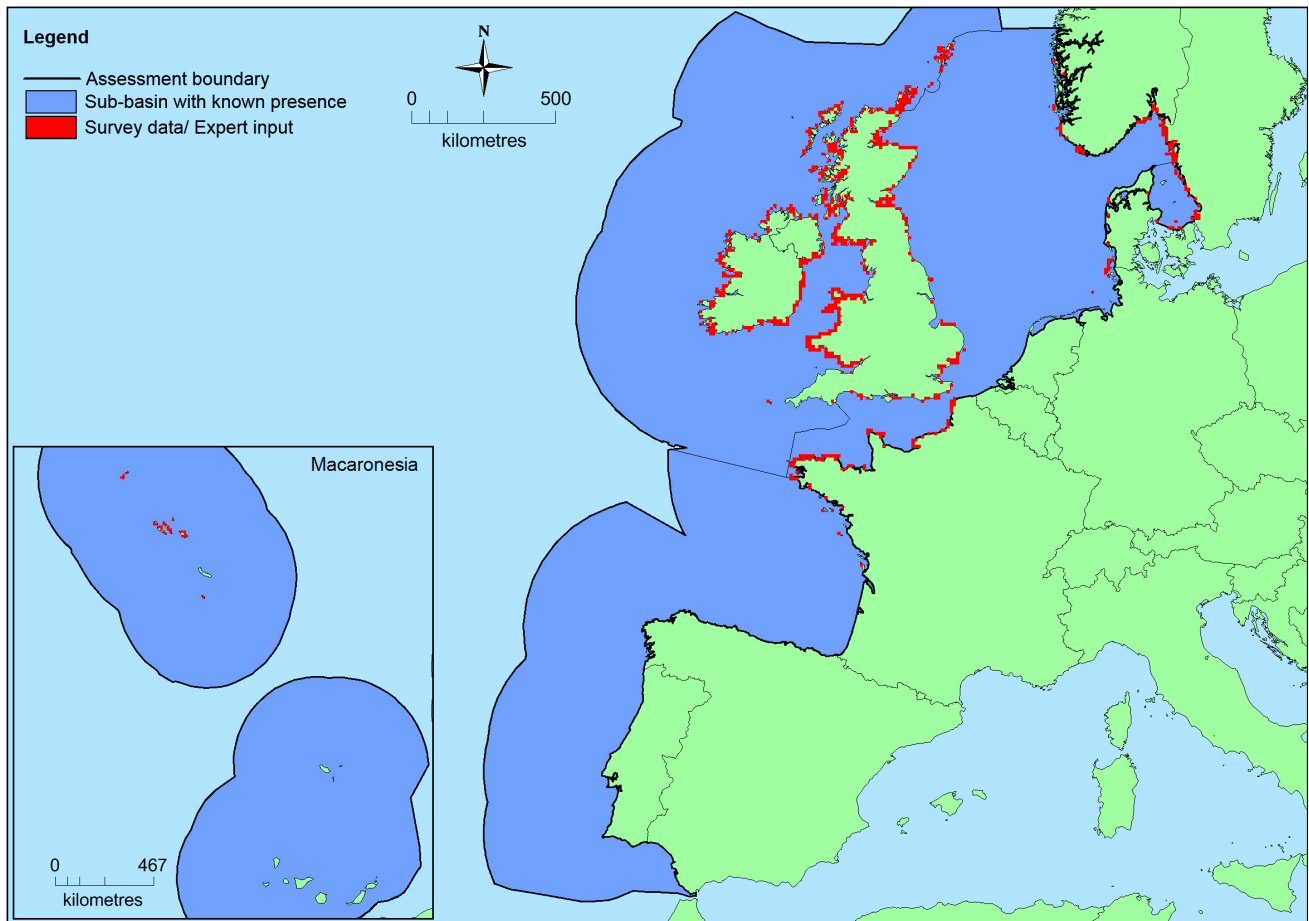 Legend
Assessment boundary
Sub-basin with known presence
Survey data/ Expert input
N
0 500
kilometres
Macaronesia
0 467
kilometres